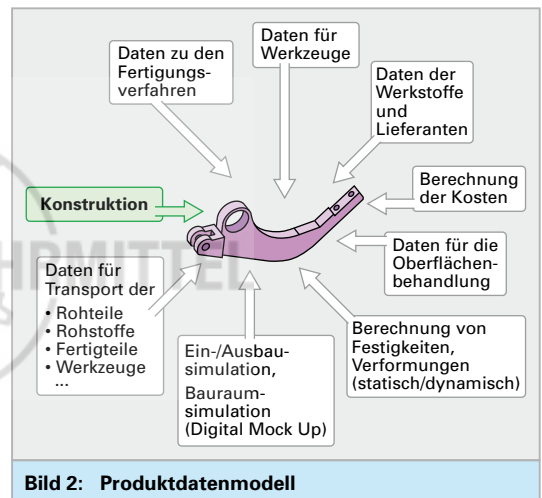 Daten zu den
Fertigungs-
verfahren
Daten für
Werkzeuge
Daten der
Werkstoffe
und
Lieferanten
Konstruktion
Berechnung
der Kosten
Daten für die
Oberflächen-
behandlung
Daten für
Transport der
• Rohteile
• Rohstoffe
• Fertigteile
• Werkzeuge
...
Ein-/Ausbau-
simulation,
Bauraum-
simulation
(Digital Mock Up)
Berechnung von
Festigkeiten,
Verformungen
(statisch/dynamisch)
Bild 2: Produktdatenmodell